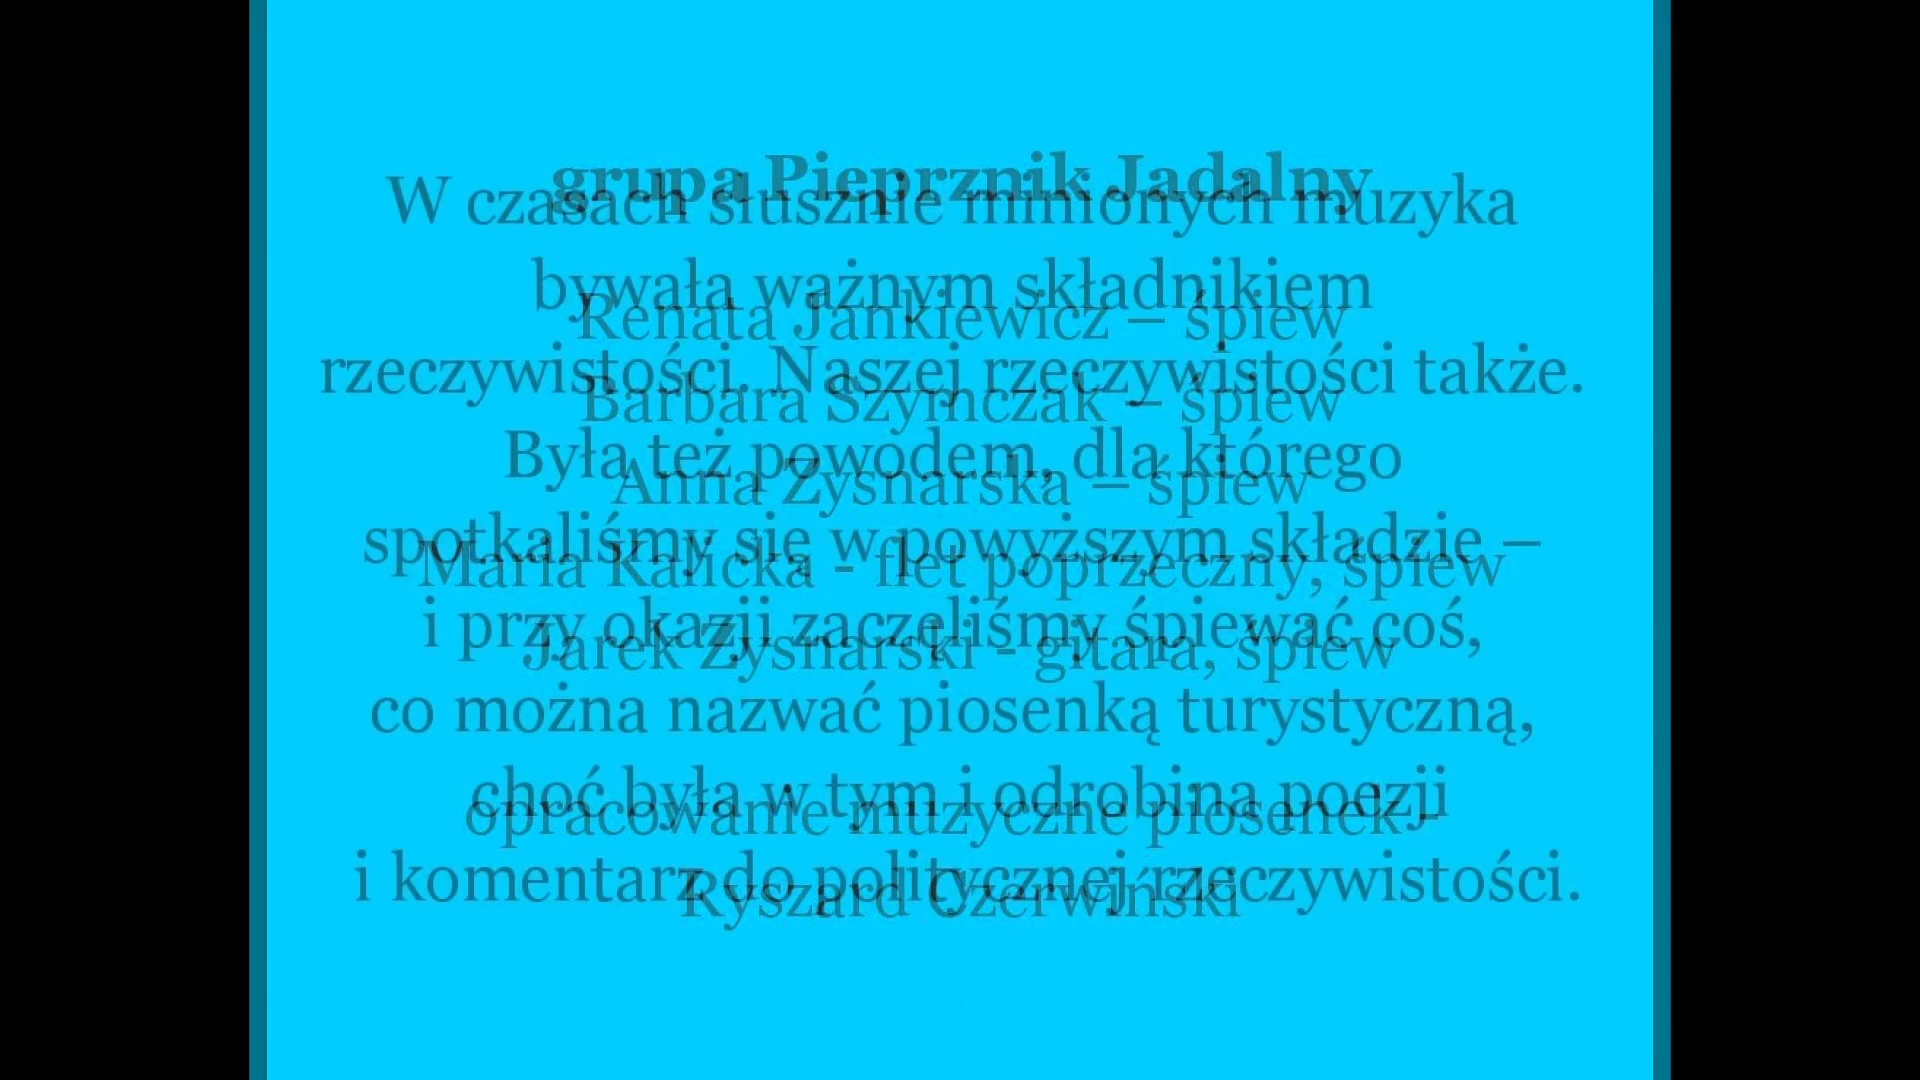 grupa Pieprznik Jadalny
W czasach słusznie minionych muzyka
bywała ważnym składnikiem
Renata Jankiewicz – śpiew
rzeczywistości. Naszej rzeczywistości także.
Barbara Szymczak – śpiew
Była też powodem, dla którego
Anna Zysnarska – śpiew
spotkaliśmy się w powyższym składzie –
Maria Kalicka - flet poprzeczny, śpiew
i przy okazji zaczęliśmy śpiewać coś,
Jarek Zysnarski - gitara, śpiew
co można nazwać piosenką turystyczną,
choć była w tym i odrobina poezji
opracowanie muzyczne piosenek -
i komentarz do politycznej rzeczywistości.
Ryszard Czerwiński